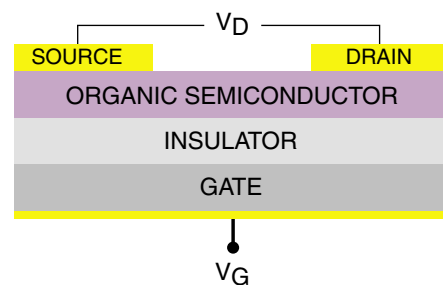 VD
SOURCE DRAIN
ORGANIC SEMICONDUCTOR
INSULATOR
GATE
VG